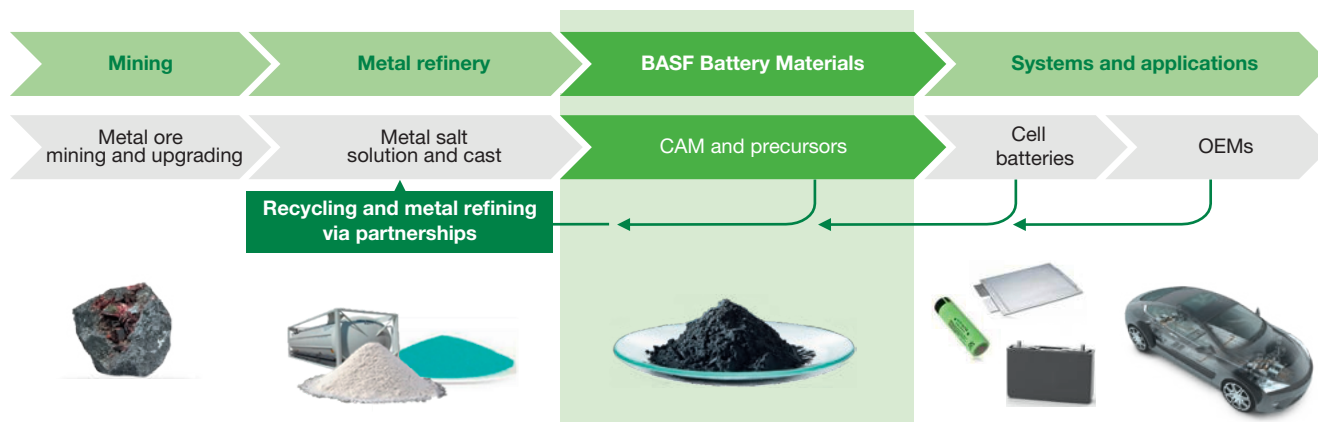 Mining
Metal refinery
BASF Battery Materials
Systems and applications
Metal ore
mining and upgrading
Metal salt
solution and cast
CAM and precursors
Cell
batteries
OEMs
Recycling and metal refining
via partnerships